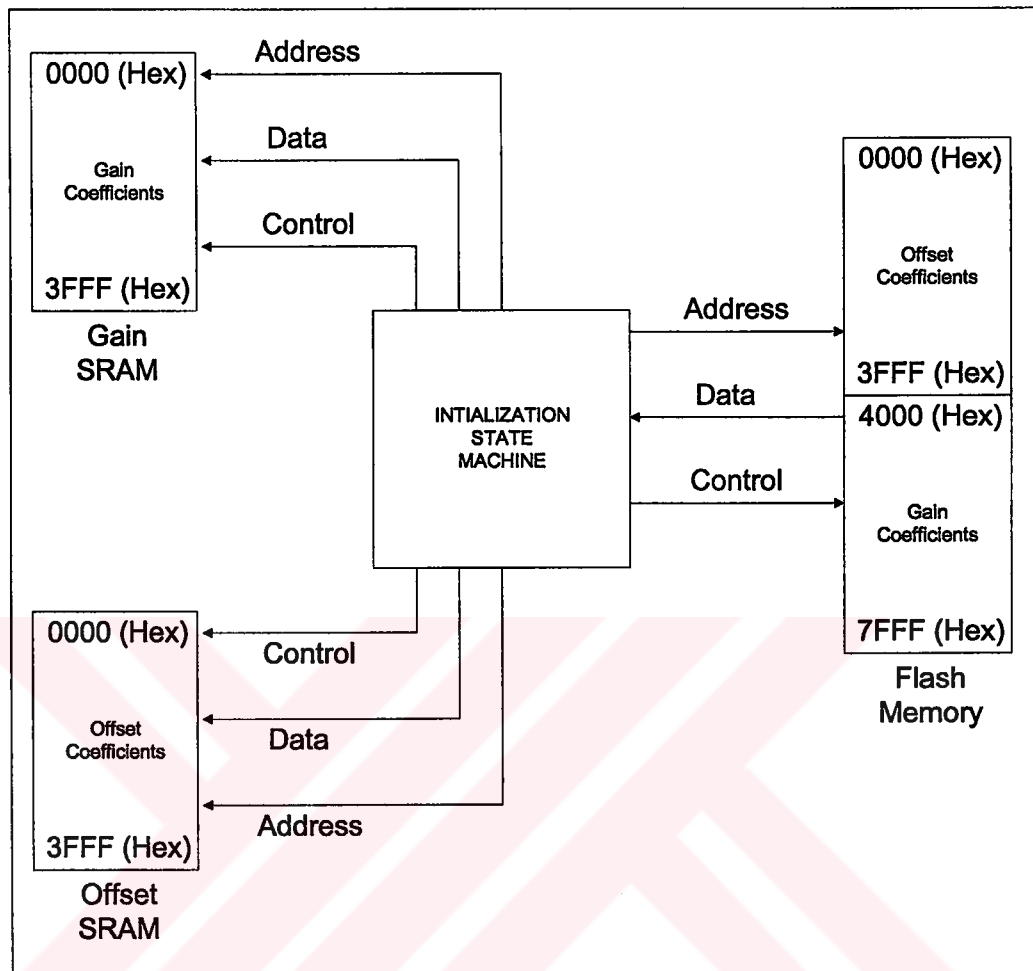 Address
0000 (Hex)
Data
Gain
Coefficients
Control
3FFF (Hex)
Gain
SRAM
0000 (Hex)
Offset
Coefficients
Address
3FFF (Hex)
Data
4000 (Hex)
INTIALIZATION
STATE
MACHINE
Control
Gain
Coefficients
7FFF (Hex)
Flash
Memory
0000 (Hex)
Control
Offset
Coefficients
Data
Address
3FFF (Hex)
Offset
SRAM